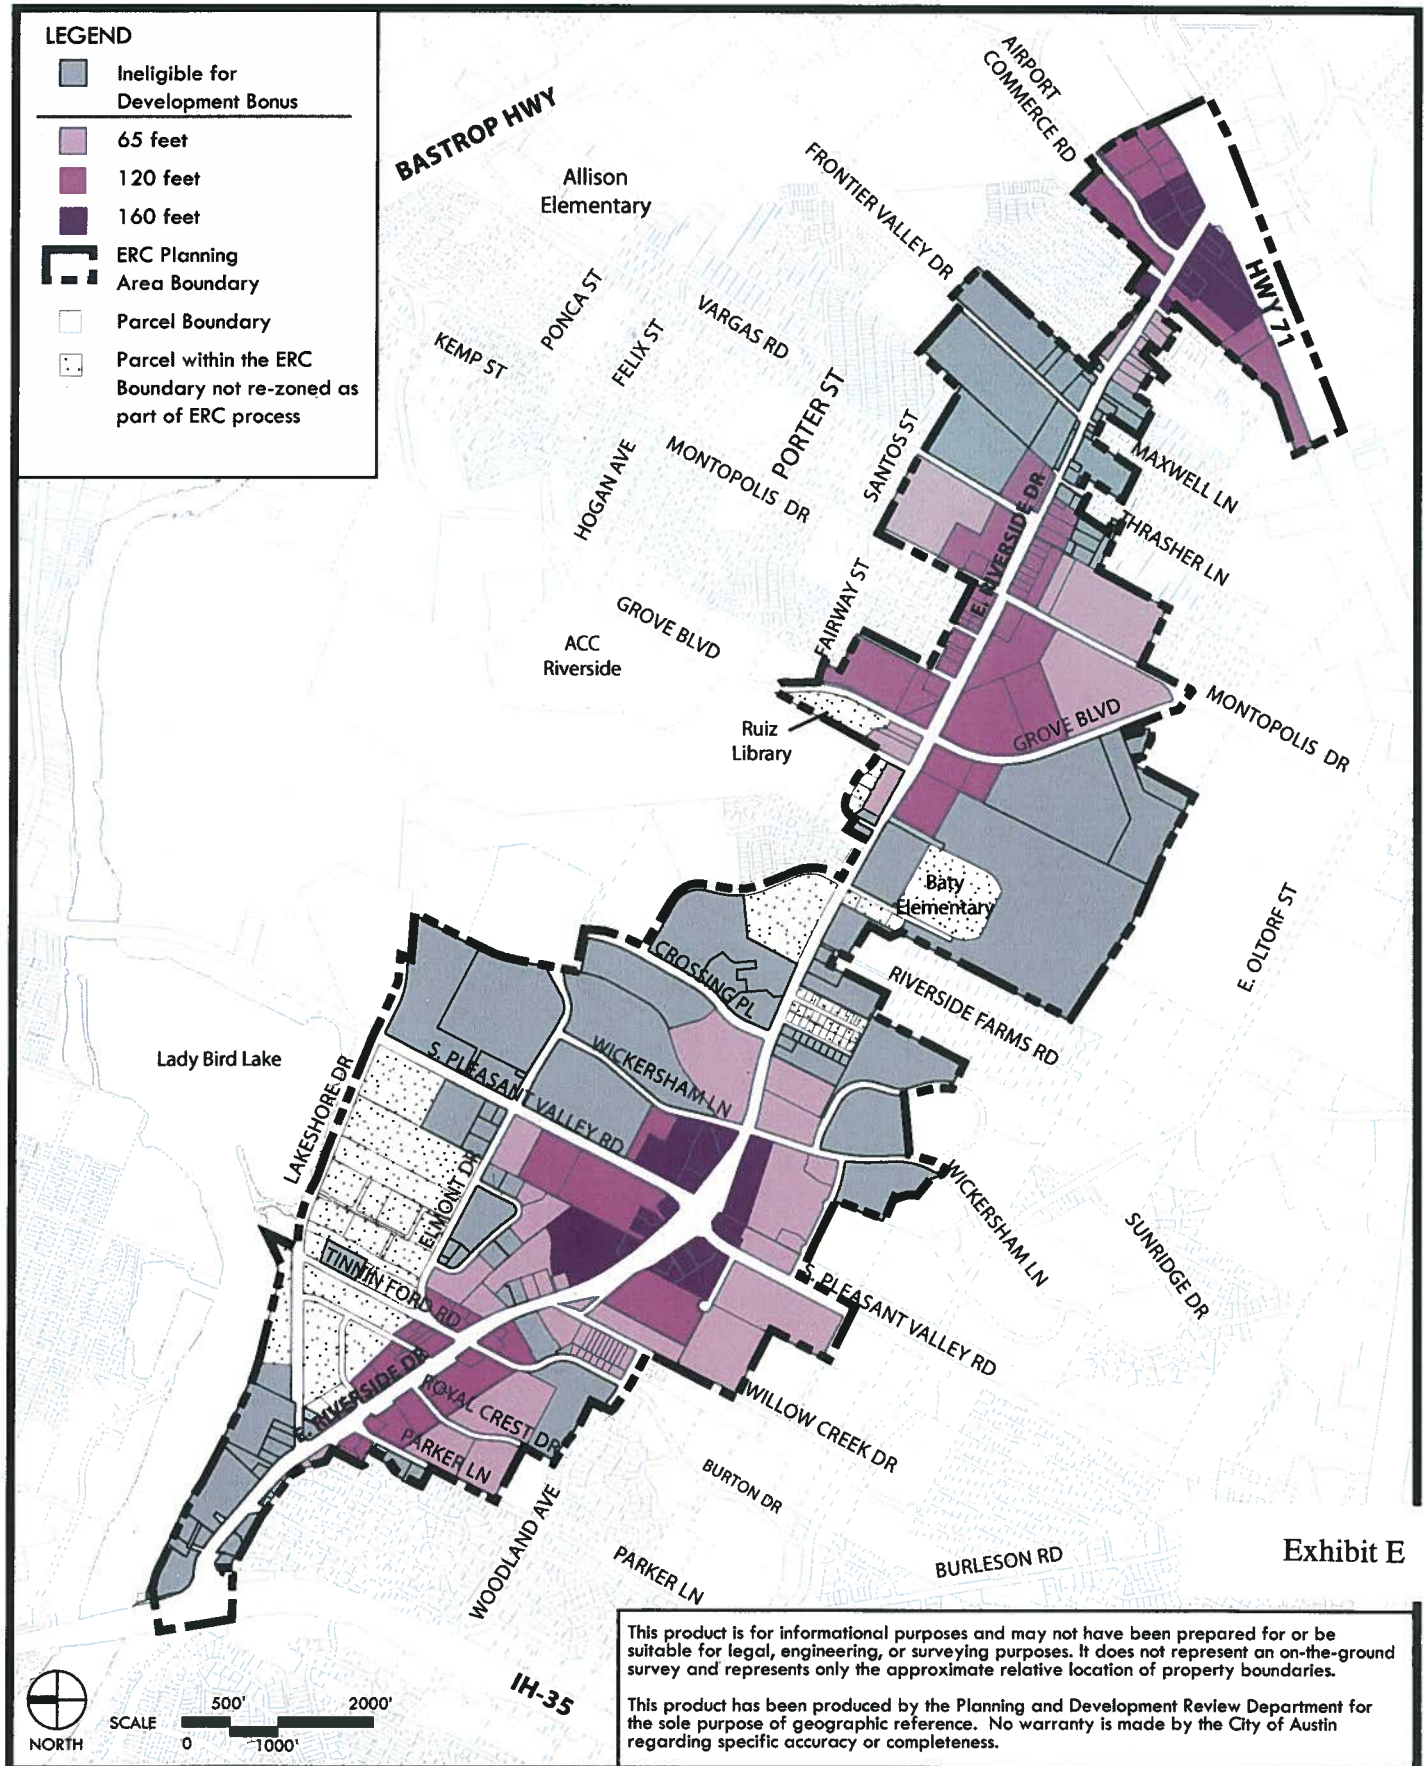 LEGEND
Ineligible for
Development Bonus
65 feet
120 feet
160 feet
ERC Planning
Area Boundary
Parcel Boundary
Parcel within the ERC
Boundary not re-zoned as
part of ERC process
BASTROP HWY
AIRPORT
COMMERCE RD
Allison
Elementary
FRONTIER VALLEY DR
HWY 71
PONCA ST
VARGAS RD
KEMP ST
FELIX ST
PORTER ST
SANTOS ST
MONTOPOLIS DR
HOGAN AVE
MAXWELL LN
E. RIVERSIDE DR
THRASHER LN
FAIRWAY ST
GROVE BLVD
ACC
Riverside
MONTOPOLIS DR
GROVE BLVD
Ruiz
Library
Baty
Elementary
E. OLTORF ST
CROSSING PL
RIVERSIDE FARMS RD
Lady Bird Lake
LAKESHORE DR
S. PLEASANT VALLEY RD
WICKERSHAM LN
ELMONT DR
WICKERSHAM LN
SUNRIDGE DR
TINNIN FORD RD
S. PLEASANT VALLEY RD
E. RIVERSIDE DR
ROYAL CREST DR
PARKER LN
WILLOW CREEK DR
BURTON DR
WOODLAND AVE
PARKER LN
BURLESON RD
Exhibit E
IH-35
NORTH
SCALE
500'
2000'
0
1000'
This product is for informational purposes and may not have been prepared for or be
suitable for legal, engineering, or surveying purposes. It does not represent an on-the-ground
survey and represents only the approximate relative location of property boundaries.
This product has been produced by the Planning and Development Review Department for
the sole purpose of geographic reference. No warranty is made by the City of Austin
regarding specific accuracy or completeness.